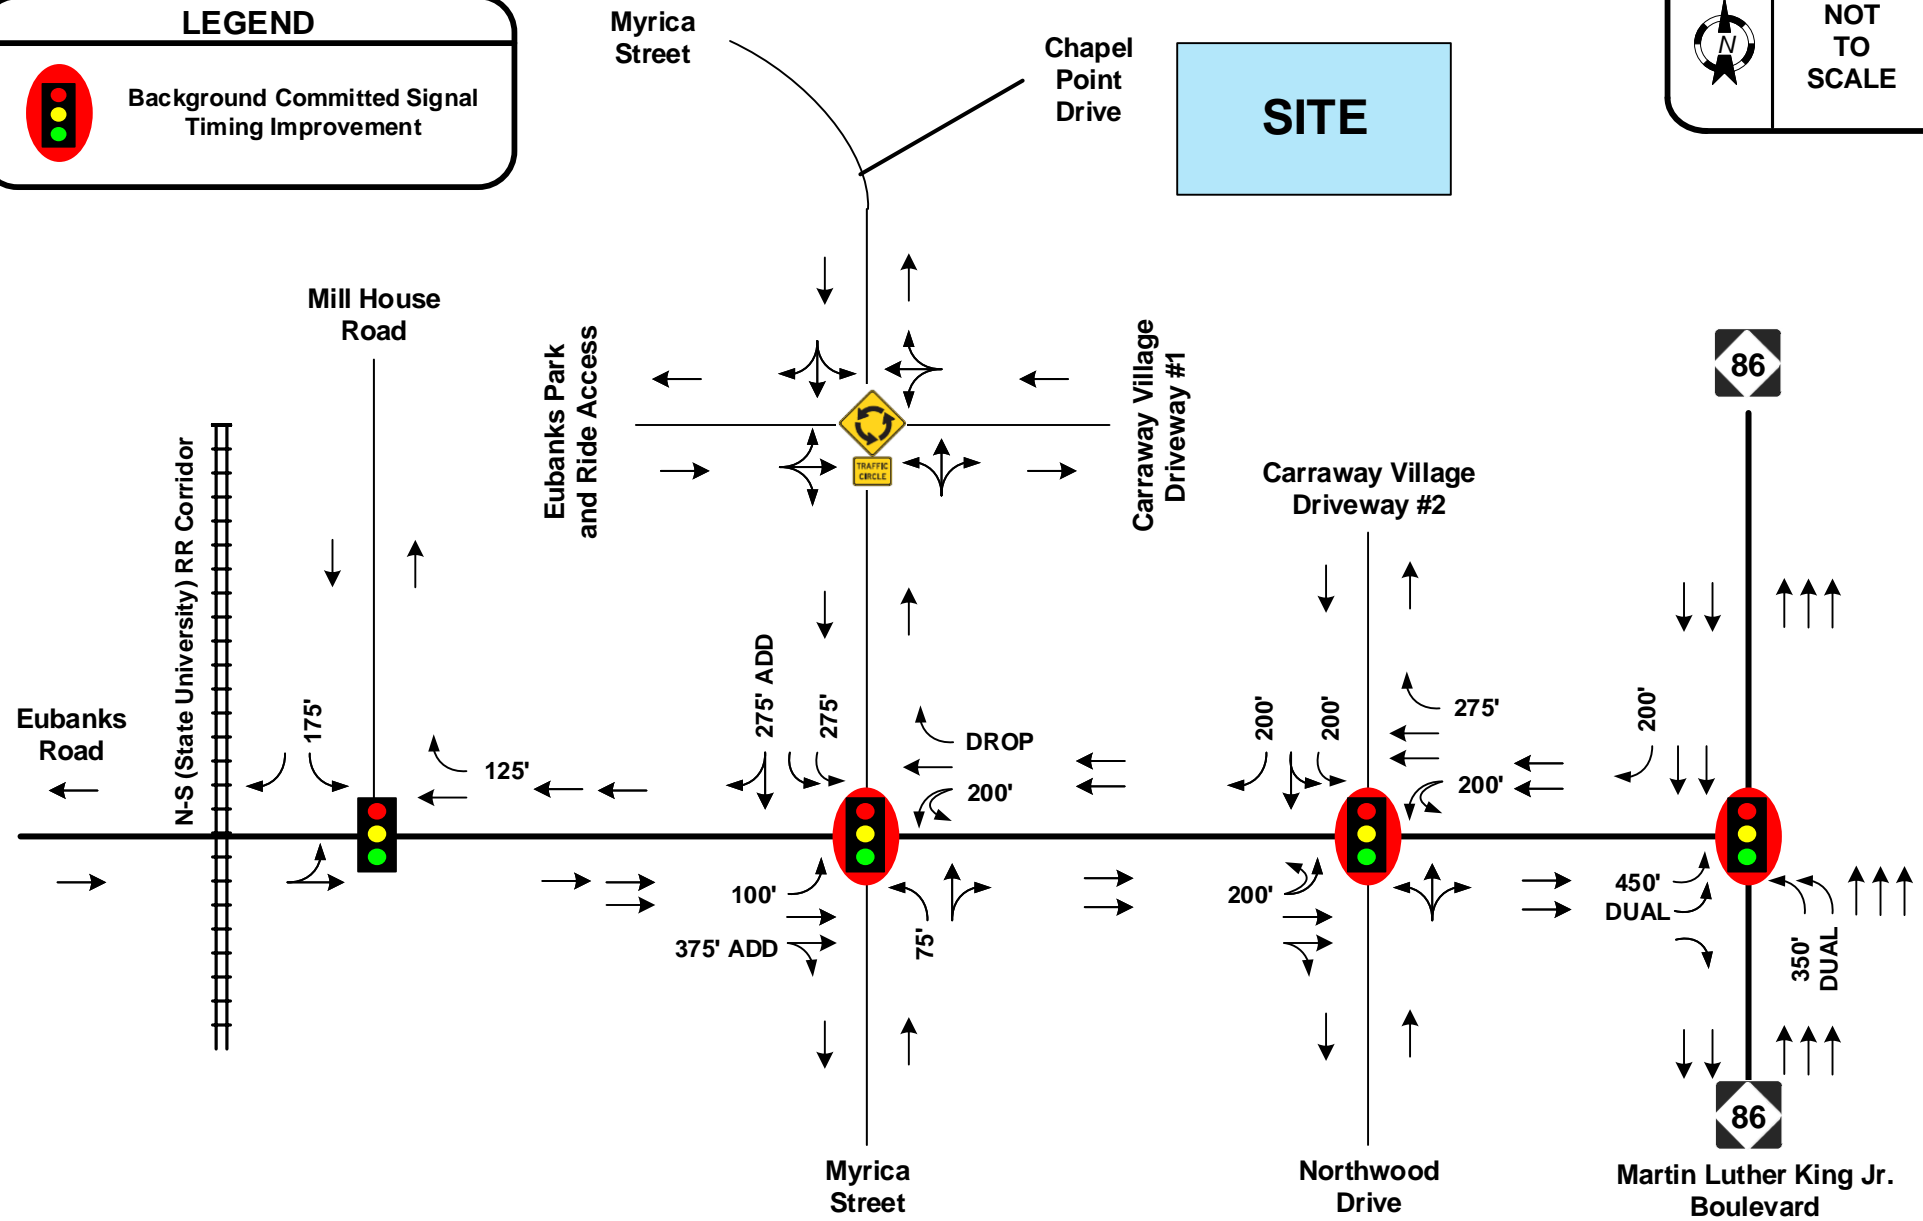 LEGEND
Background Committed Signal
Timing Improvement
Myrica
Street
Chapel
Point
Drive
SITE
N
NOT
TO
SCALE
Mill House
Road
Eubanks Park
and Ride Access
TRAFFIC
CIRCLE
Carraway Village
Driveway #1
Carraway Village
Driveway #2
86
N-S (State University) RR Corridor
Eubanks
Road
175'
125'
275' ADD
275'
DROP
200'
200'
200'
275'
200'
200'
100'
375' ADD
75'
200'
450'
DUAL
350'
DUAL
86
Myrica
Street
Northwood
Drive
Martin Luther King Jr.
Boulevard